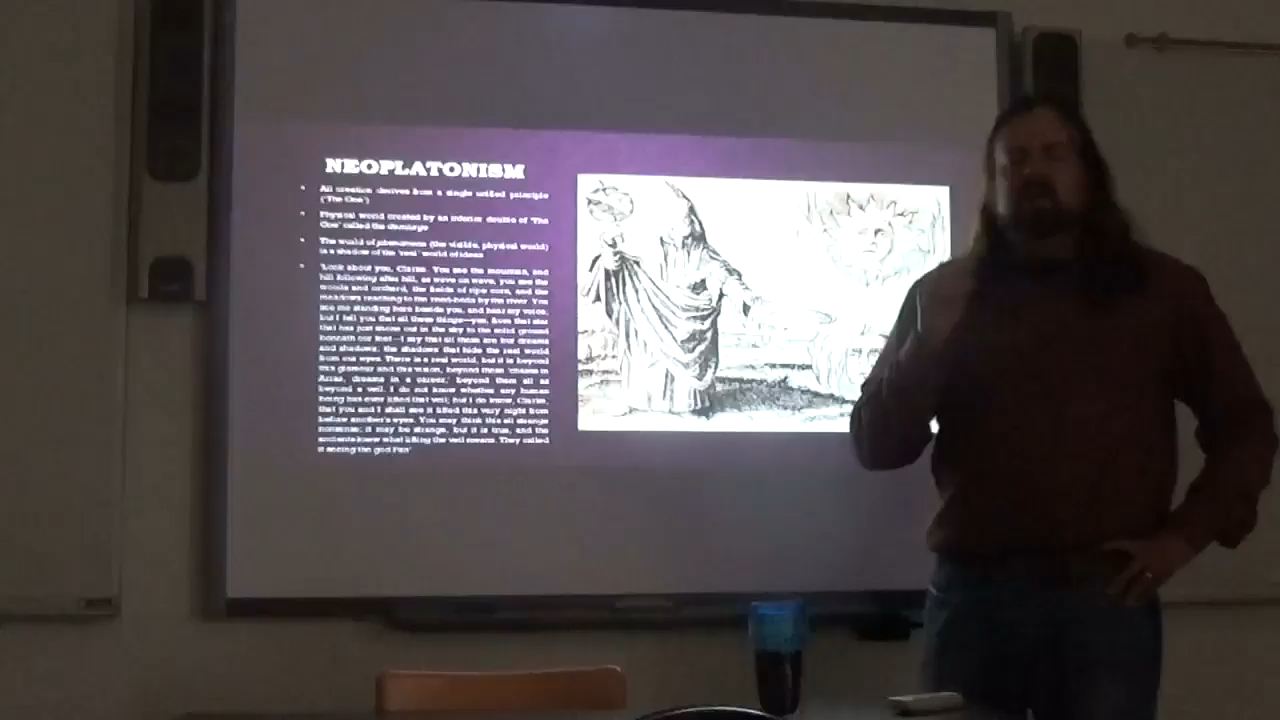 NEOPLATONISM
All creation derives from a single unified principle
('The One')
Physical world created by an inferior double of 'The
One' called the demiurge
The world of phenomena (the visible, physical world)
is a shadow of the 'real' world of ideas
'Look about you, Clarke. You see the mountain, and
hill following after hill, as wave on wave, you see the
woods and orchard, the fields of ripe corn, and the
meadows reaching to the reed-beds by the river. You
see me standing here beside you, and hear my voice;
but I tell you that all these things—yes, from that star
that has just shone out in the sky to the solid ground
beneath our feet—I say that all these are but dreams
and shadows; the shadows that hide the real world
from our eyes. There is a real world, but it is beyond
this glamour and this vision, beyond these 'chases in
Arras, dreams in a career,' beyond them all as
beyond a veil. I do not know whether any human
being has ever lifted that veil; but I do know, Clarke,
that you and I shall see it lifted this very night from
before another's eyes. You may think this all strange
nonsense; it may be strange, but it is true, and the
ancients knew what lifting the veil means. They called
it seeing the god Pan'